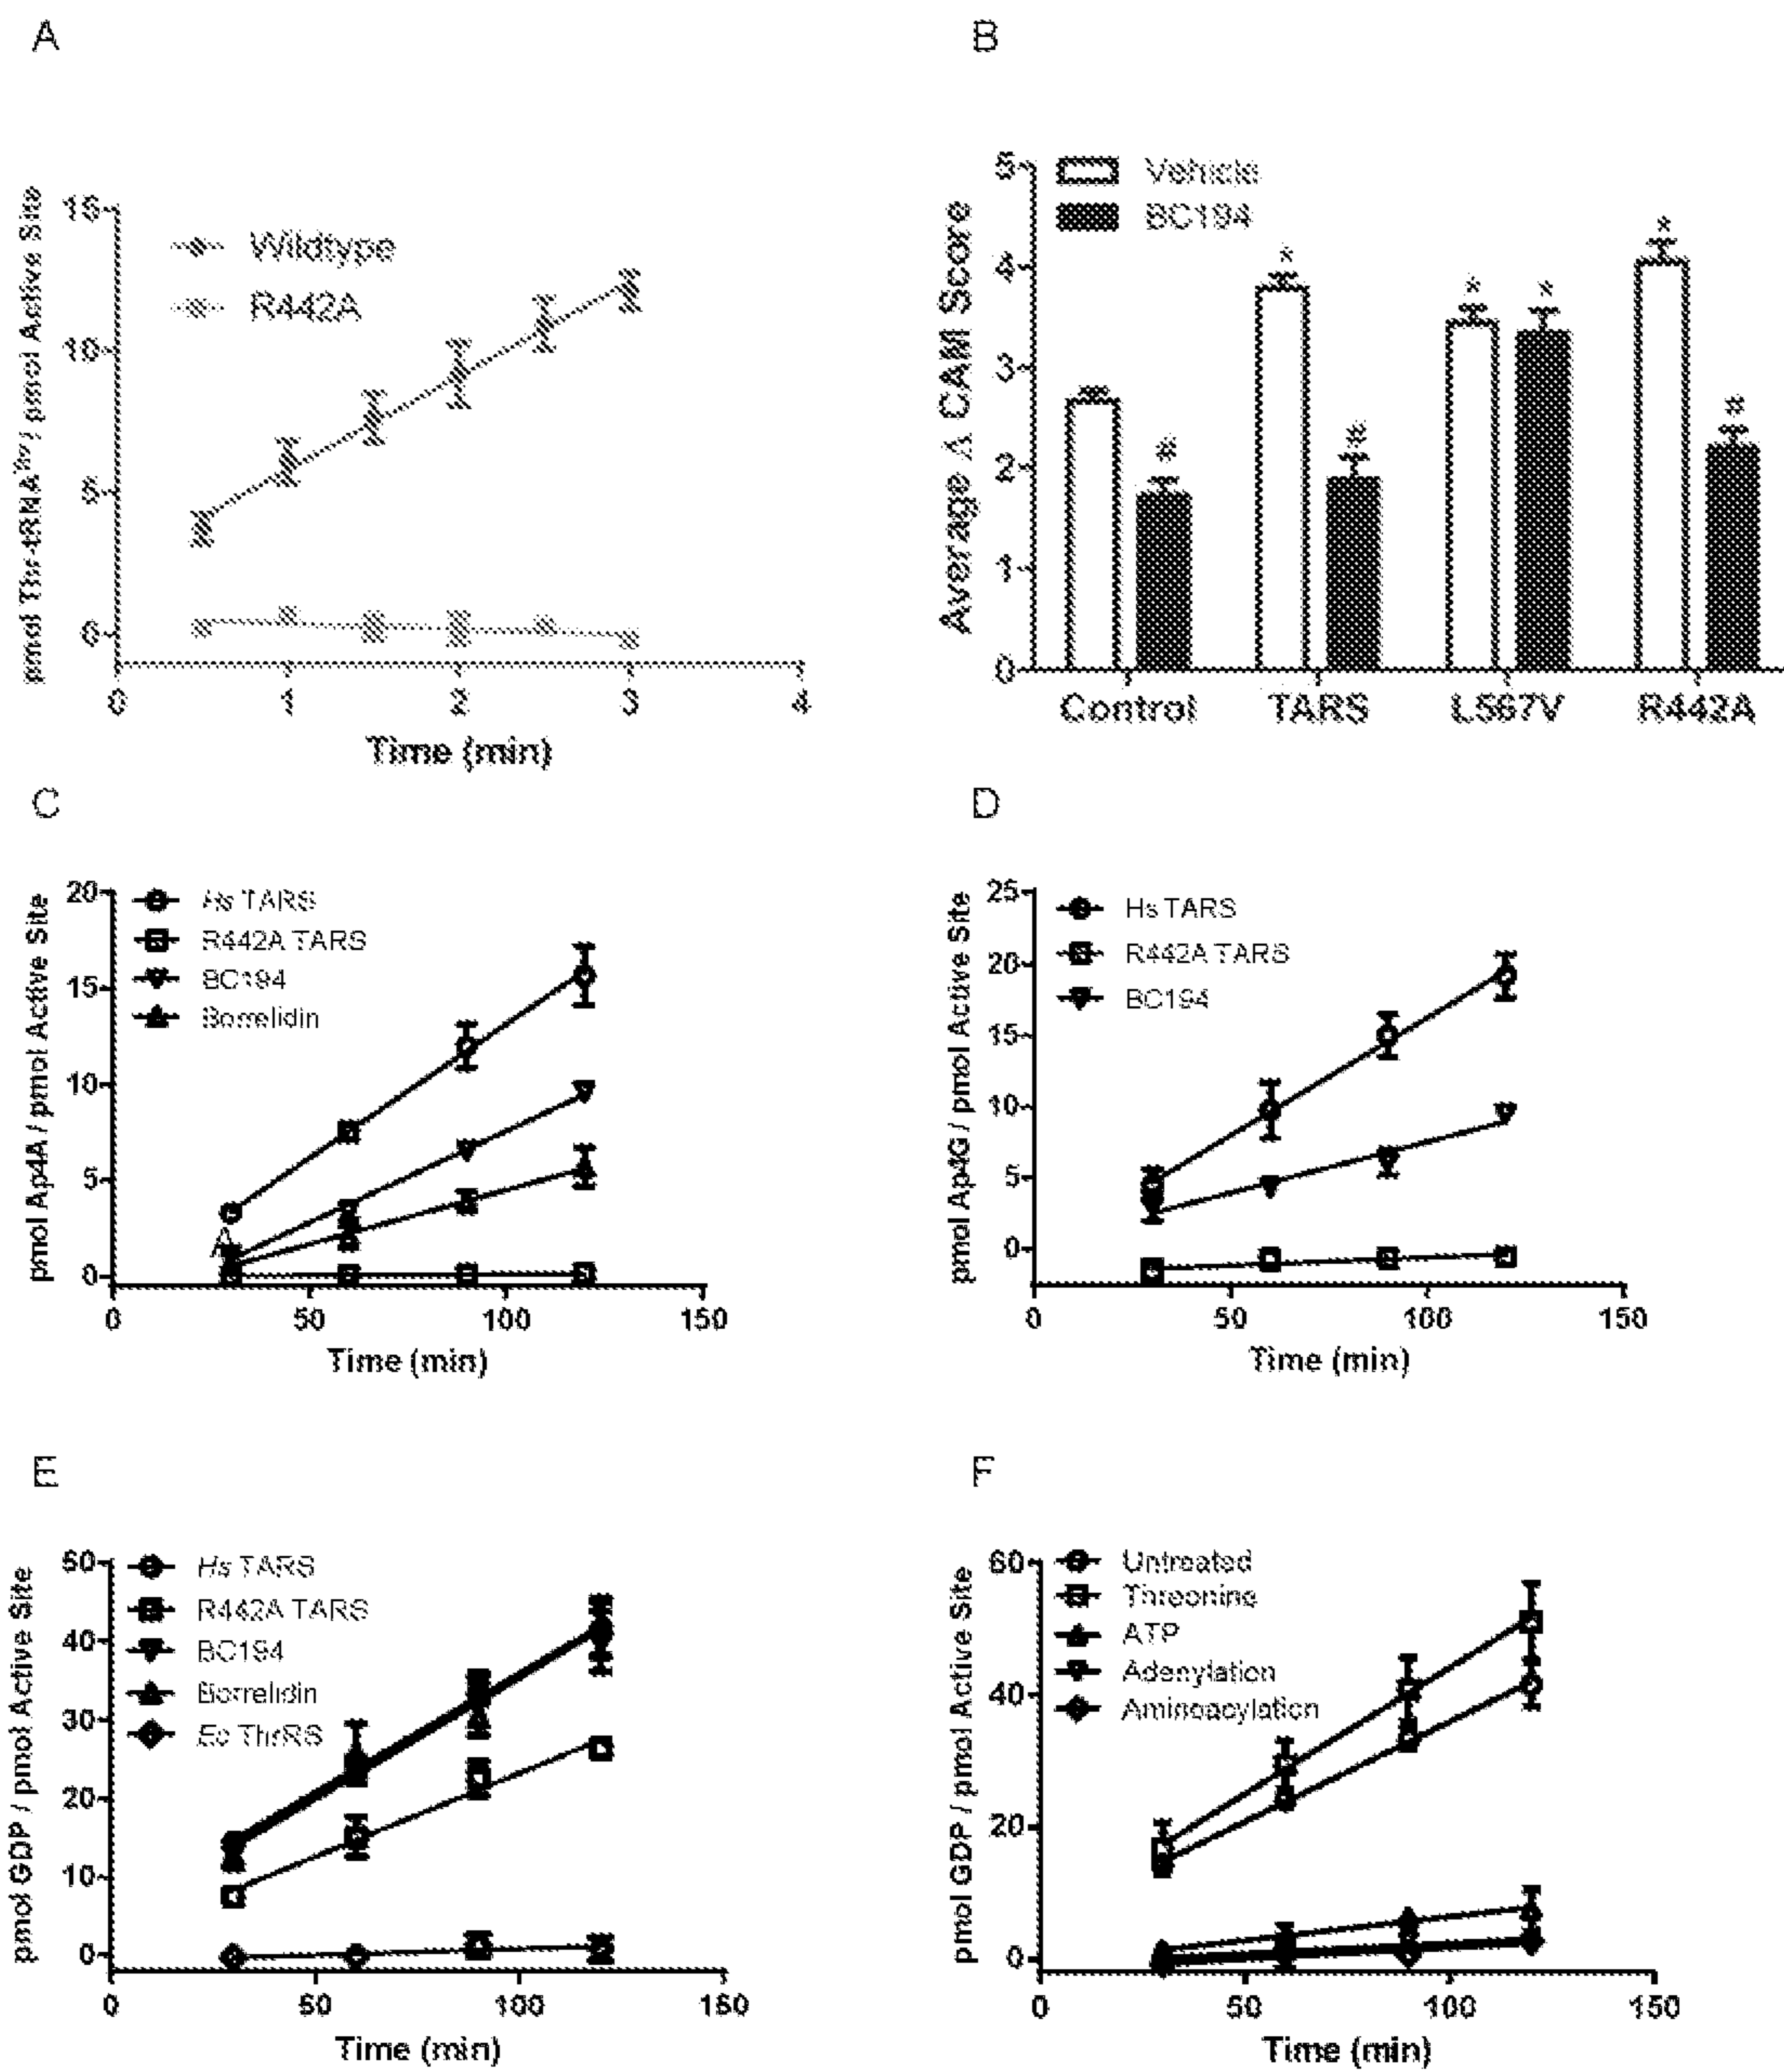 A
pmol Thr-tRNA / pmol Active Site
15
10
5
0
Wildtype
R442A
0 1 2 3 4
Time (min)
B
Average Δ CAM Score
5
4
3
2
1
0
Vehicle
BC194
*
*
*
*
#
#
#
Control TARS L567V R442A
C
pmol Ap4A / pmol Active Site
20
15
10
5
0
Hs TARS
R442A TARS
BC194
Borrelidin
0 50 100 150
Time (min)
D
pmol Ap4G / pmol Active Site
25
20
15
10
5
0
Hs TARS
R442A TARS
BC194
0 50 100 150
Time (min)
E
pmol GDP / pmol Active Site
50
40
30
20
10
0
Hs TARS
R442A TARS
BC194
Borrelidin
Ec ThrRS
0 50 100 150
Time (min)
F
pmol GDP / pmol Active Site
60
40
20
0
Untreated
Threonine
ATP
Adenylation
Aminoacylation
0 50 100 150
Time (min)